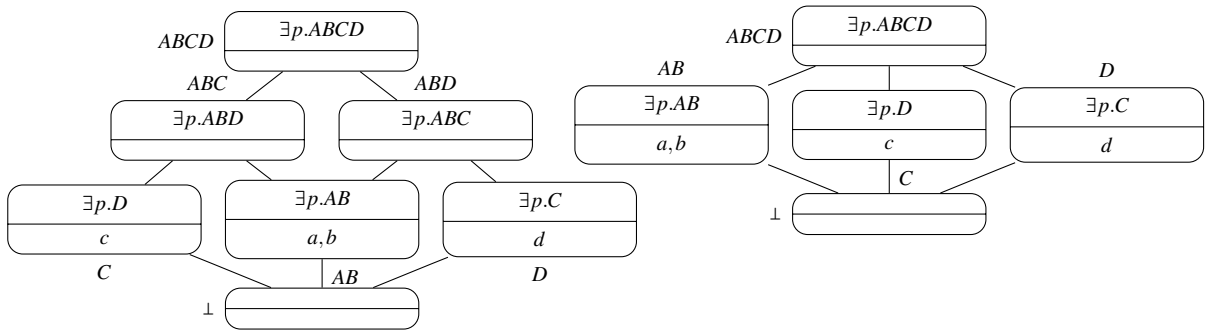 ∃p.ABCD
ABCD
ABC
ABD
∃p.ABD
∃p.ABC
∃p.D
c
C
∃p.AB
a,b
AB
∃p.C
d
D
⊥
∃p.ABCD
ABCD
AB
D
∃p.AB
a,b
∃p.D
c
C
∃p.C
d
⊥